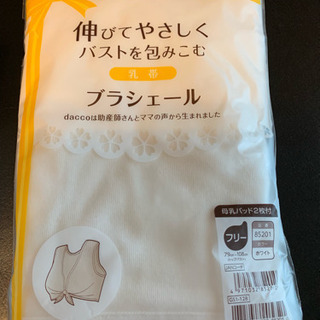 伸びてやさしく
バストを包みこむ
乳帯
ブラシェール
daccoは助産師さんとママの声から生まれました
母乳パッド2枚付
フリー
85201
ホワイト